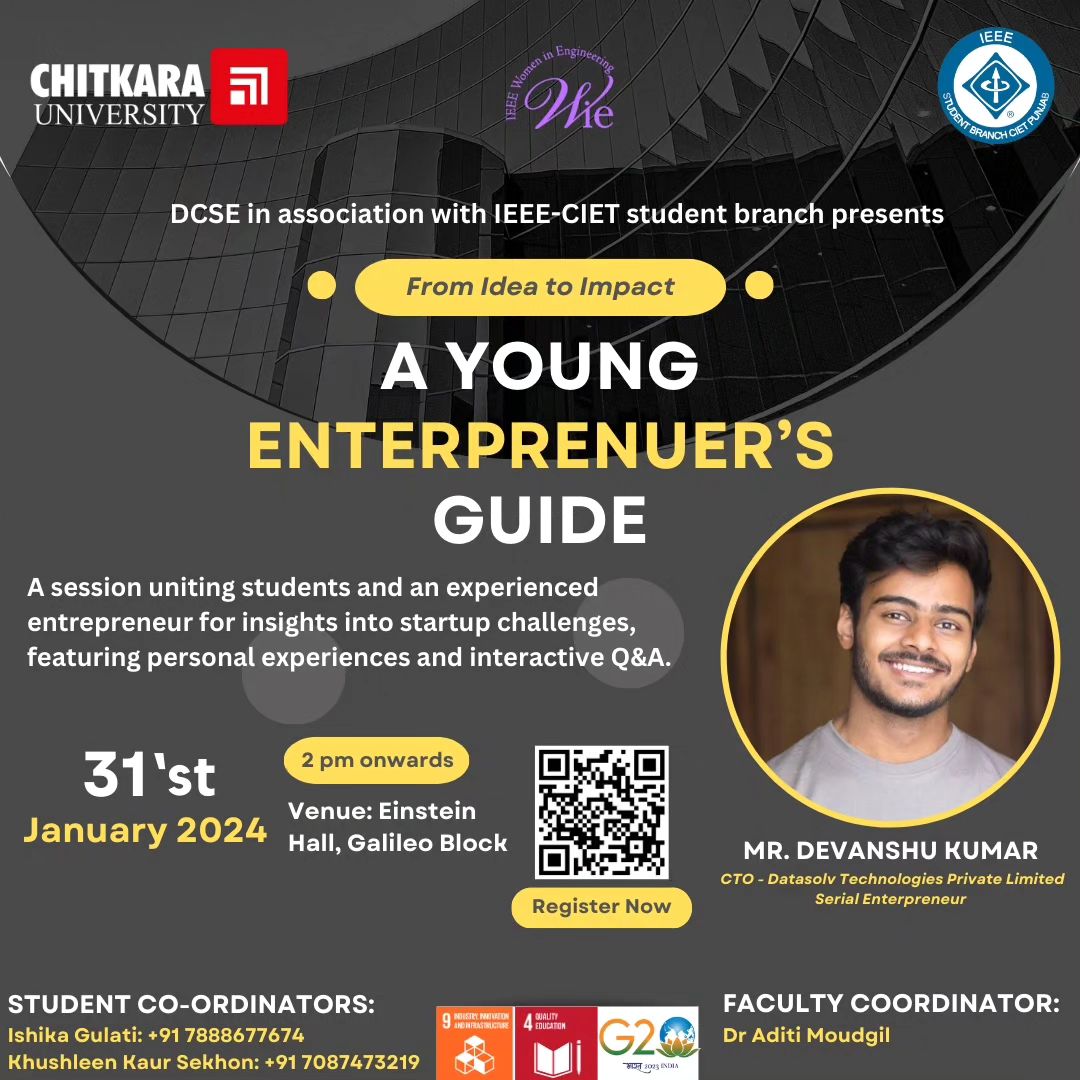 CHITKARA
UNIVERSITY
IEEE Women in Engineering
Wie
IEEE
STUDENT BRANCH CIET PUNJAB
®
DCSE in association with IEEE-CIET student branch presents
From Idea to Impact
A YOUNG
ENTERPRENUER’S
GUIDE
A session uniting students and an experienced
entrepreneur for insights into startup challenges,
featuring personal experiences and interactive Q&A.
31‛st
January 2024
2 pm onwards
Venue: Einstein
Hall, Galileo Block
Register Now
MR. DEVANSHU KUMAR
CTO - Datasolv Technologies Private Limited
Serial Enterpreneur
STUDENT CO-ORDINATORS:
Ishika Gulati: +91 7888677674
Khushleen Kaur Sekhon: +91 7087473219
9 INDUSTRY, INNOVATION
AND INFRASTRUCTURE
4 QUALITY
EDUCATION
G20
भारत 2023 INDIA
FACULTY COORDINATOR:
Dr Aditi Moudgil